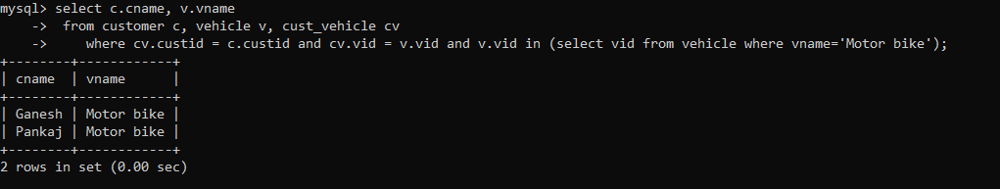 mysql> select c.cname, v.vname
    ->  from customer c, vehicle v, cust_vehicle cv
    ->     where cv.custid = c.custid and cv.vid = v.vid and v.vid in (select vid from vehicle where vname='Motor bike');
+--------+------------+
| cname  | vname      |
+--------+------------+
| Ganesh | Motor bike |
| Pankaj | Motor bike |
+--------+------------+
2 rows in set (0.00 sec)